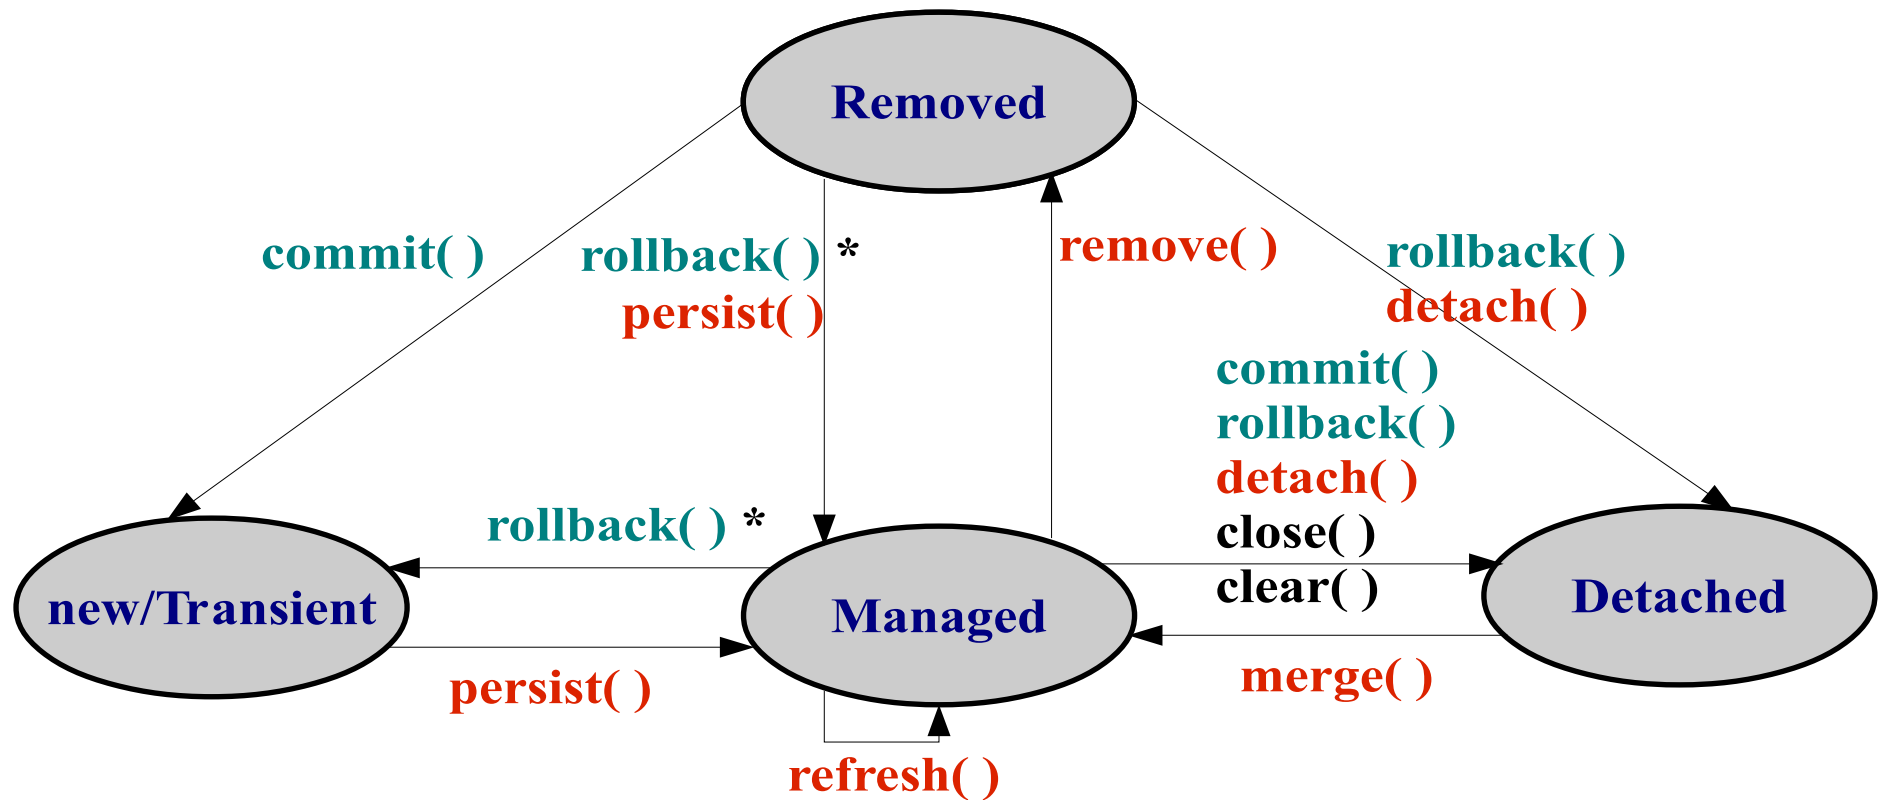 Removed
commit( )
rollback( ) *
persist( )
remove( )
rollback( )
detach( )
commit( )
rollback( )
detach( )
close( )
clear( )
rollback( ) *
new/Transient
Managed
Detached
persist( )
merge( )
refresh( )